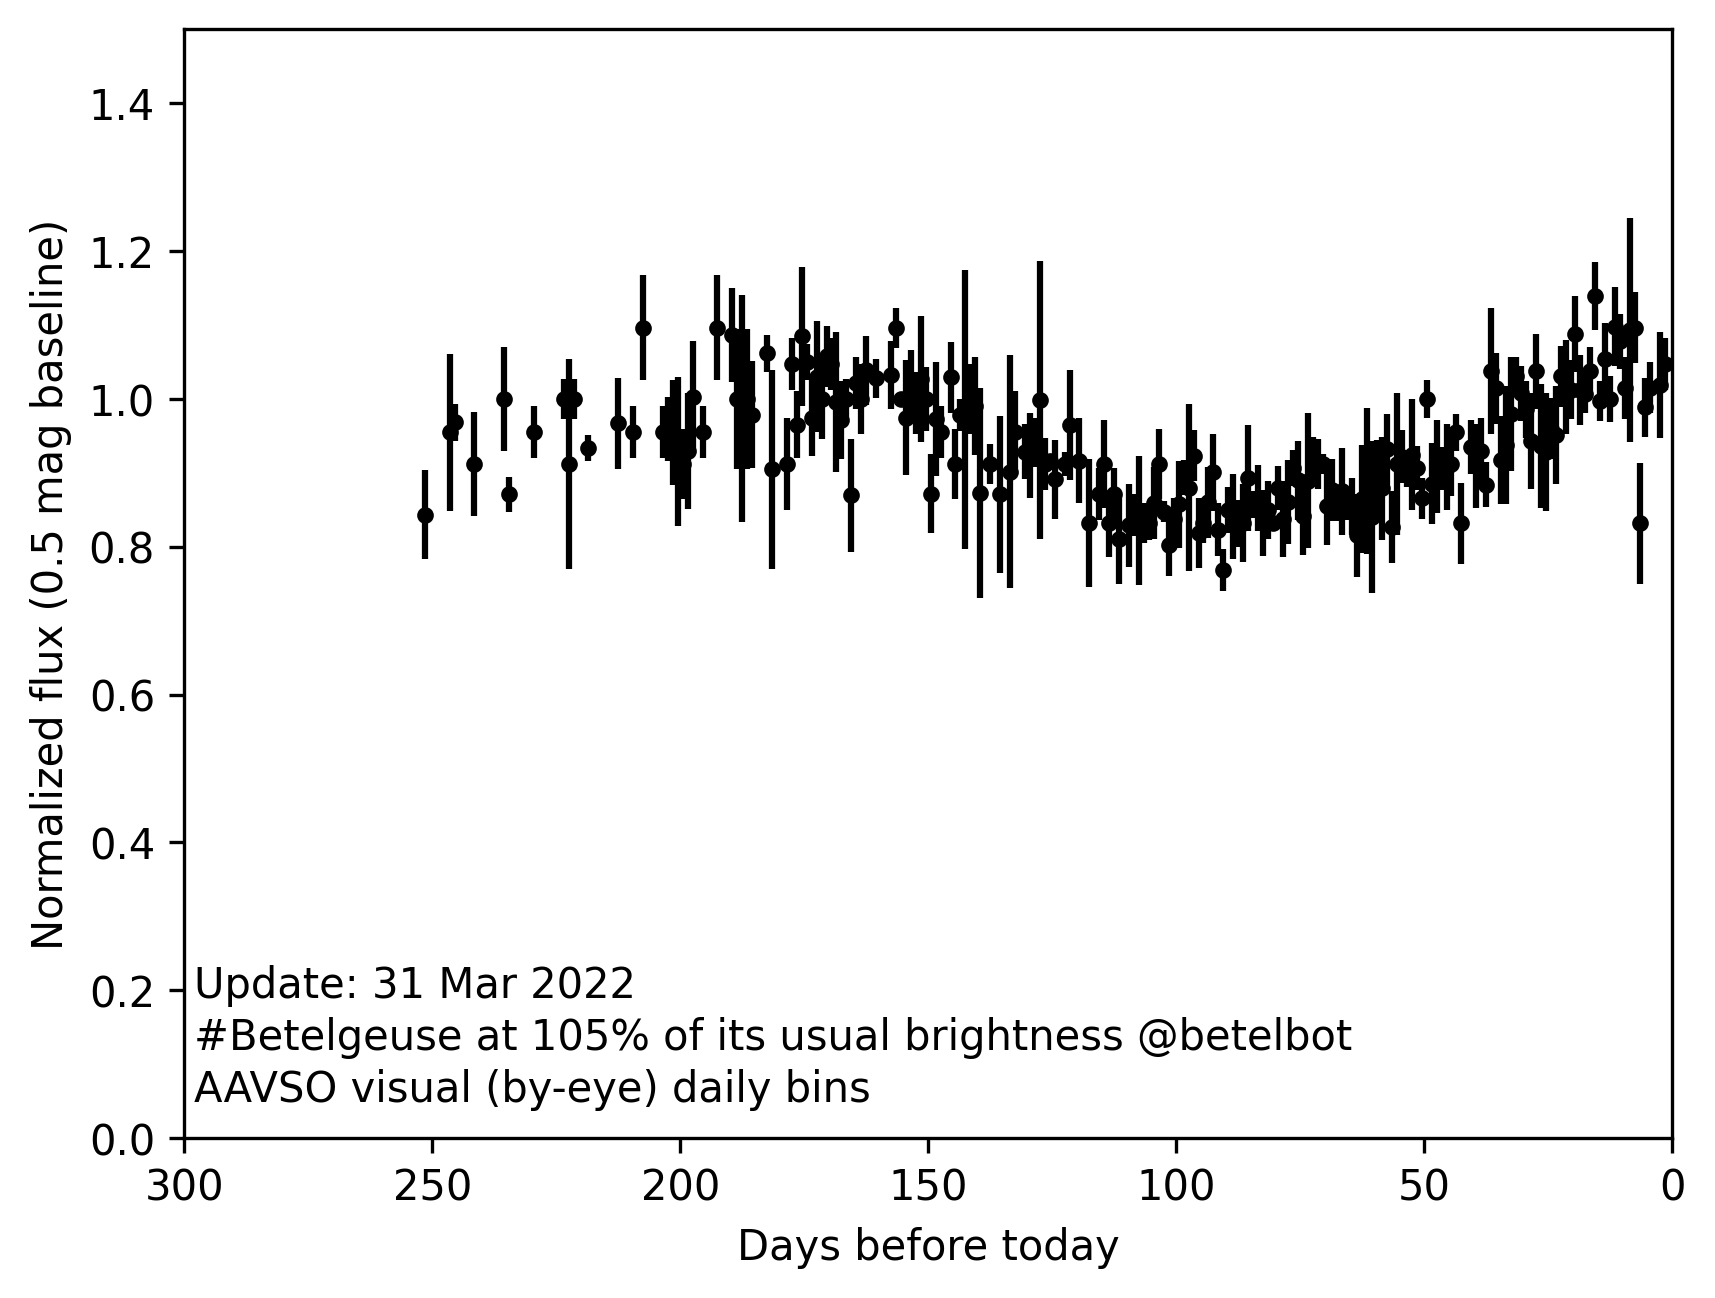 1.4
1.2
1.0
0.8
0.6
0.4
0.2
0.0
Normalized flux (0.5 mag baseline)
Update: 31 Mar 2022
#Betelgeuse at 105% of its usual brightness @betelbot
AAVSO visual (by-eye) daily bins
300 250 200 150 100 50 0
Days before today